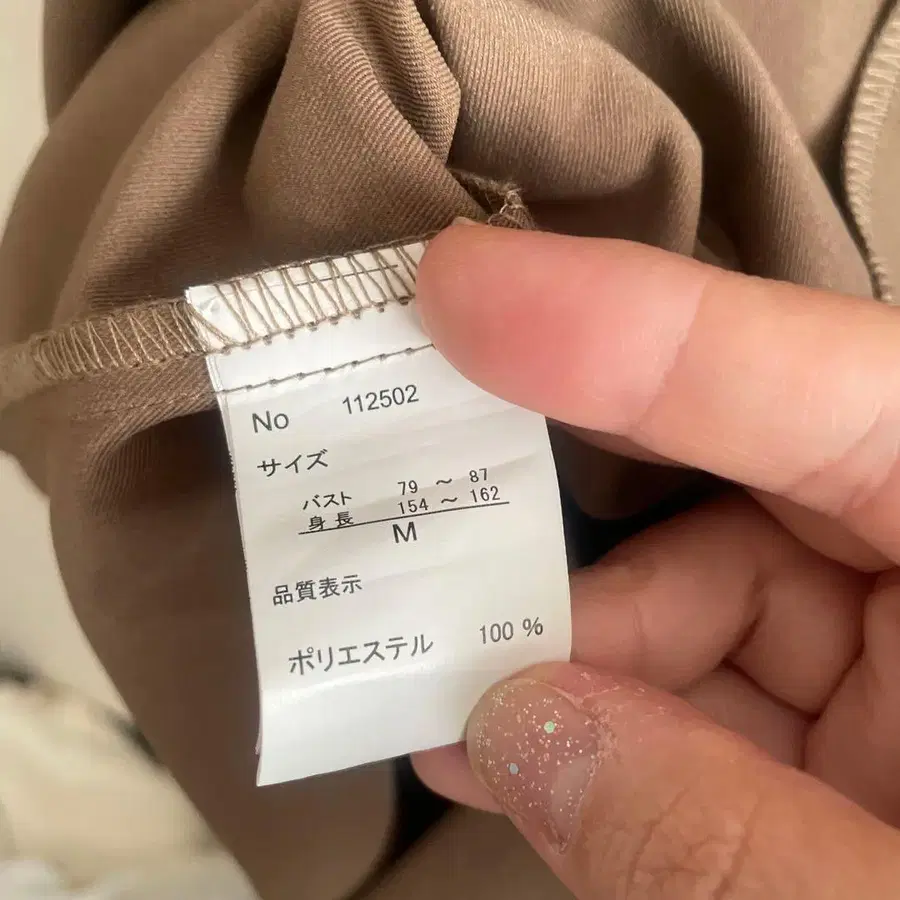 No 112502
サイズ
バスト 79 ～ 87
身長 154 ～ 162
M
品質表示
ポリエステル 100 %